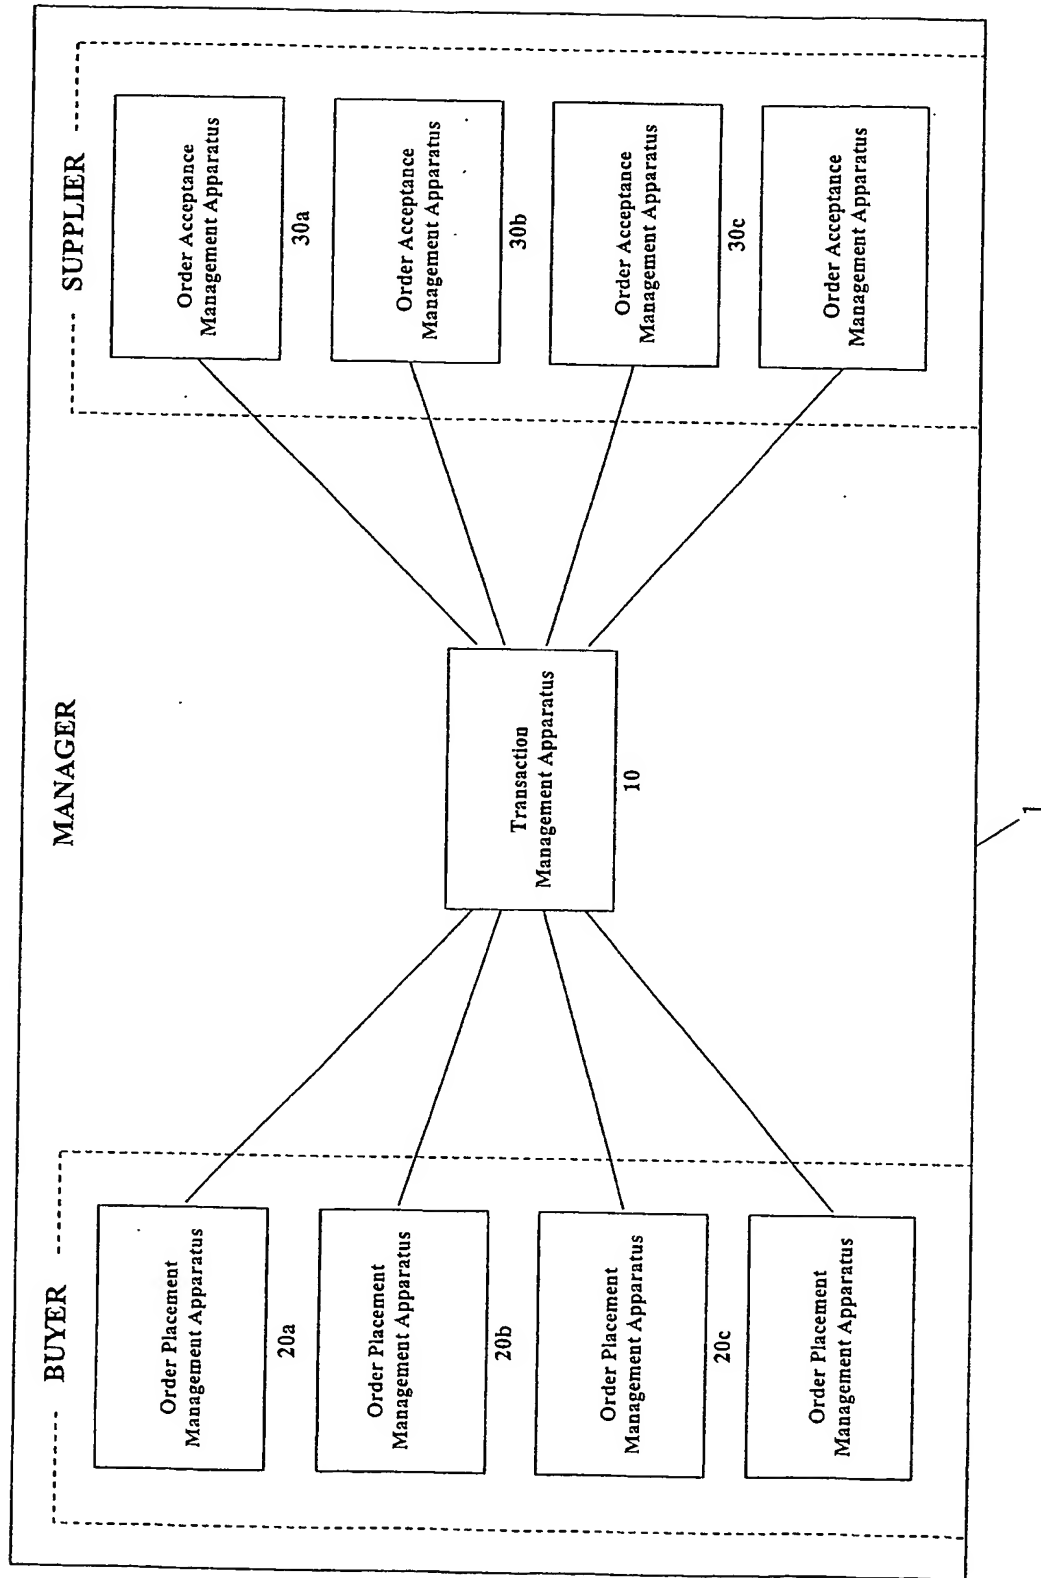 BUYER
MANAGER
SUPPLIER
Order Placement
Management Apparatus
20a
Order Placement
Management Apparatus
20b
Order Placement
Management Apparatus
20c
Order Placement
Management Apparatus
Transaction
Management Apparatus
10
Order Acceptance
Management Apparatus
30a
Order Acceptance
Management Apparatus
30b
Order Acceptance
Management Apparatus
30c
Order Acceptance
Management Apparatus
1